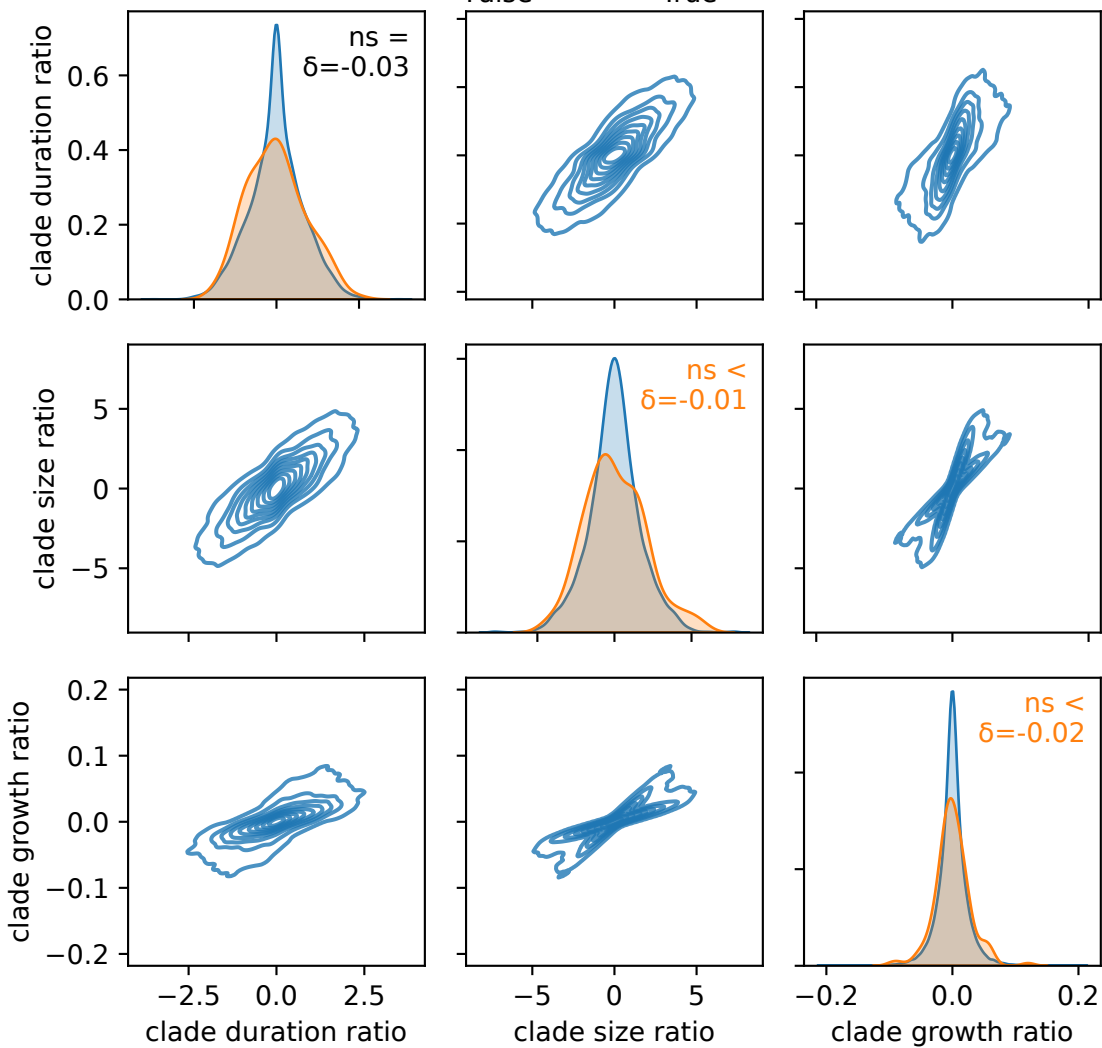 clade duration ratio
0.6
0.4
0.2
0.0
ns =
δ=-0.03
clade size ratio
5
0
−5
ns <
δ=-0.01
clade growth ratio
0.2
0.1
0.0
−0.1
−0.2
ns <
δ=-0.02
−2.5 0.0 2.5
−5 0 5
−0.2 0.0 0.2
clade duration ratio
clade size ratio
clade growth ratio